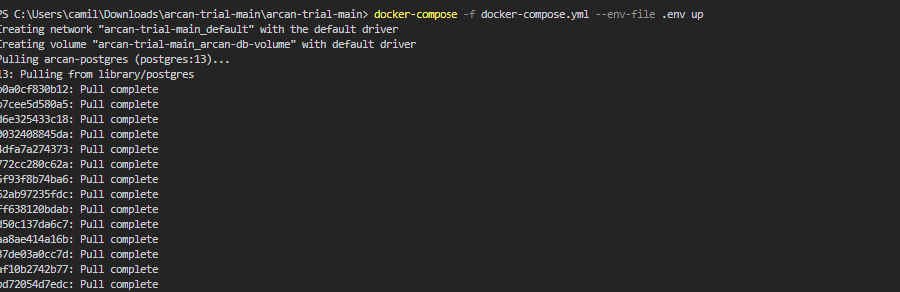 PS C:\Users\camil\Downloads\arcan-trial-main\arcan-trial-main> docker-compose -f docker-compose.yml --env-file .env up
Creating network "arcan-trial-main_default" with the default driver
Creating volume "arcan-trial-main_arcan-db-volume" with default driver
Pulling arcan-postgres (postgres:13)...
13: Pulling from library/postgres
b0a0cf830b12: Pull complete
b7cee5d580a5: Pull complete
d6e325433c18: Pull complete
0032408845da: Pull complete
4dfa7a274373: Pull complete
772cc280c62a: Pull complete
5f93f8b74ba6: Pull complete
62ab97235fdc: Pull complete
ff638120bdab: Pull complete
d50c137da6c7: Pull complete
aa8ae414a16b: Pull complete
37de03a0cc7d: Pull complete
af10b2742b77: Pull complete
bd72054d7edc: Pull complete